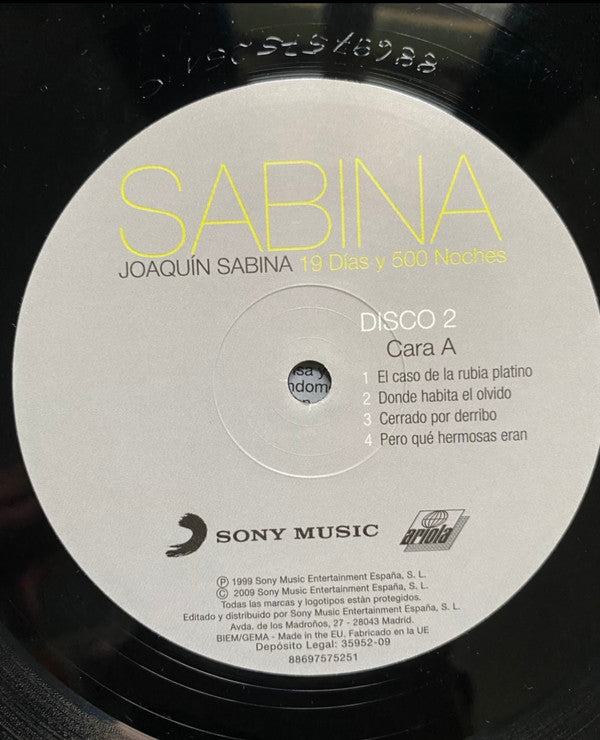 SABINA
JOAQUÍN SABINA 19 Días y 500 Noches
DISCO 2
Cara A
1 El caso de la rubia platino
2 Donde habita el olvido
3 Cerrado por derribo
4 Pero qué hermosas eran
SONY MUSIC
ariola
Ⓟ 1999 Sony Music Entertainment España, S. L.
© 2009 Sony Music Entertainment España, S. L.
Todas las marcas y logotipos están protegidos.
Editado y distribuido por Sony Music Entertainment España, S. L.
Avda. de los Madroños, 27 - 28043 Madrid.
BIEM/GEMA - Made in the EU. Fabricado en la UE
Depósito Legal: 35952-09
88697575251